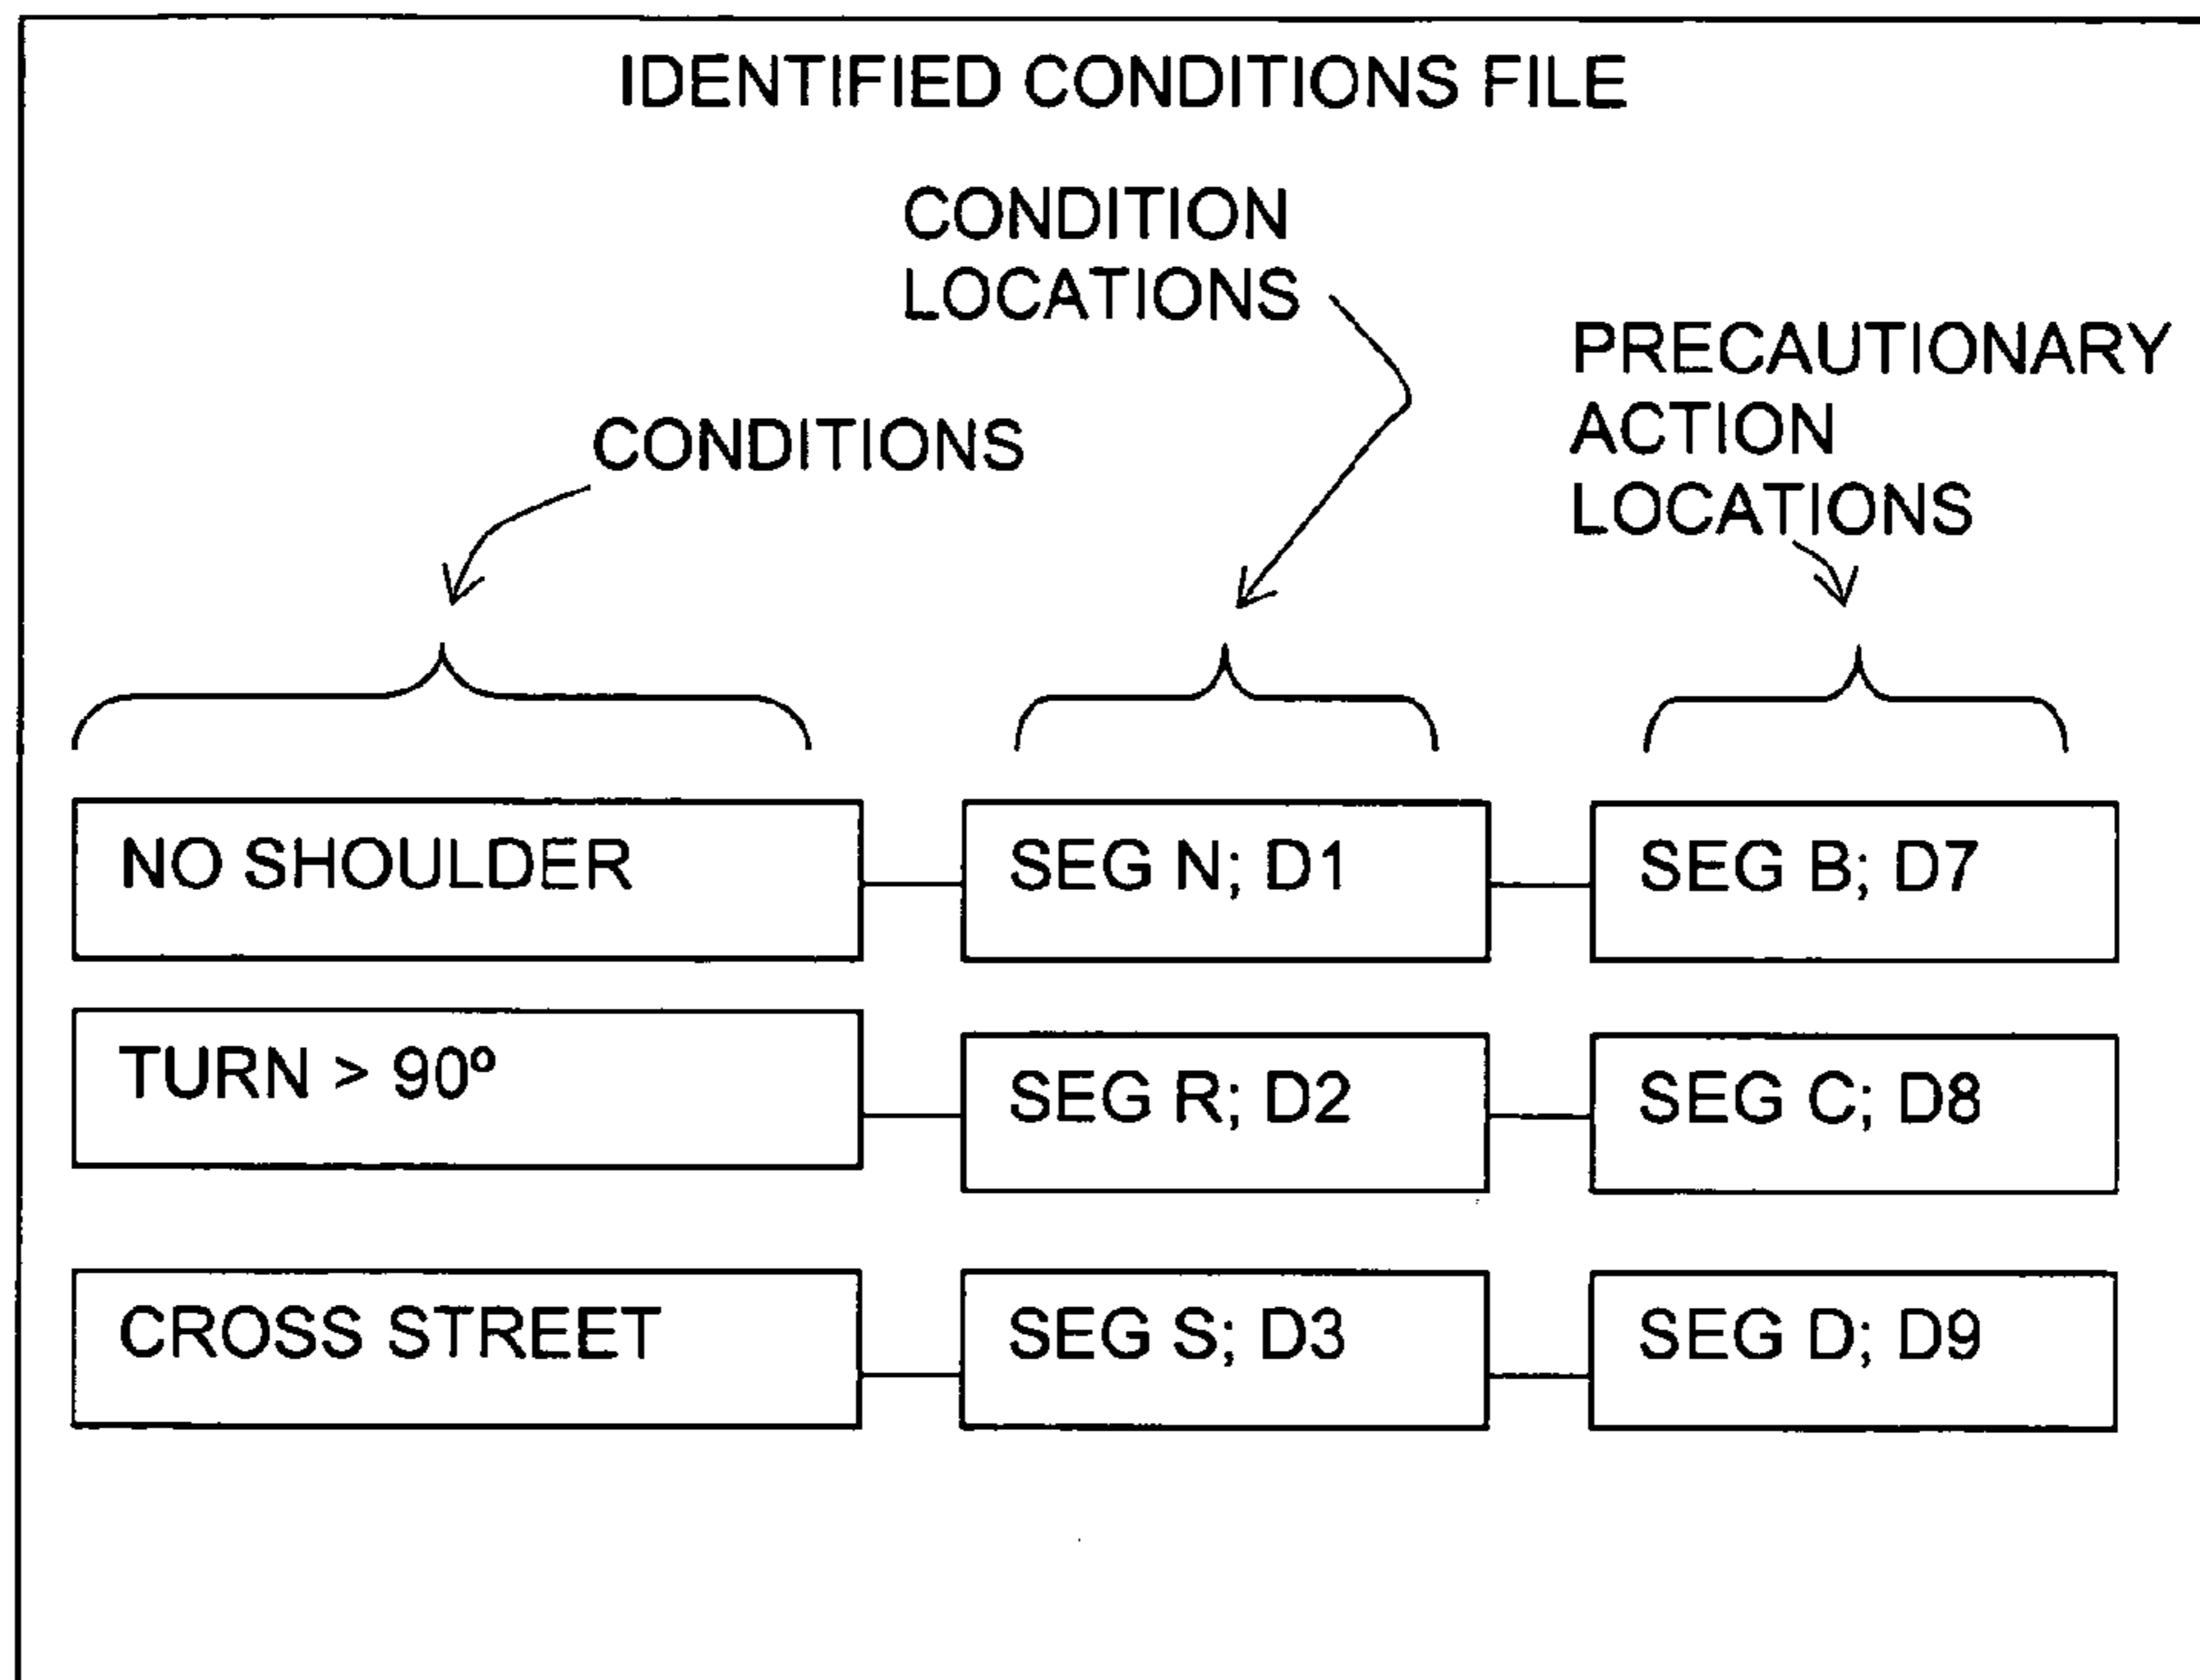 IDENTIFIED CONDITIONS FILE
CONDITION
LOCATIONS
PRECAUTIONARY
ACTION
LOCATIONS
CONDITIONS
NO SHOULDER
SEG N; D1
SEG B; D7
TURN > 90º
SEG R; D2
SEG C; D8
CROSS STREET
SEG S; D3
SEG D; D9